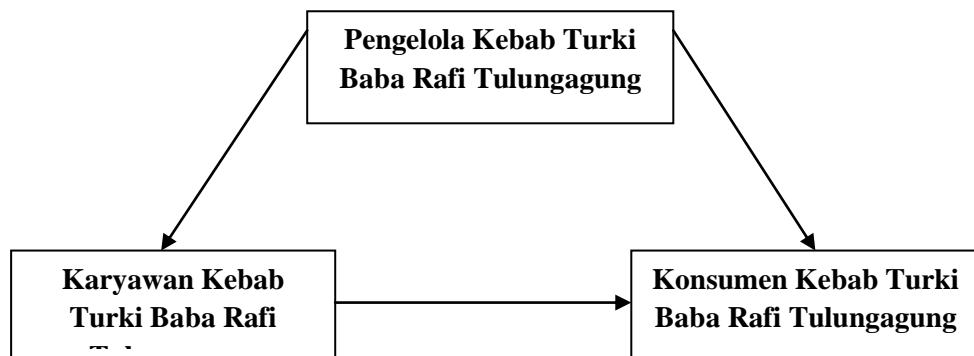 Pengelola Kebab Turki
Baba Rafi Tulungagung
Karyawan Kebab
Turki Baba Rafi
Konsumen Kebab Turki
Baba Rafi Tulungagung